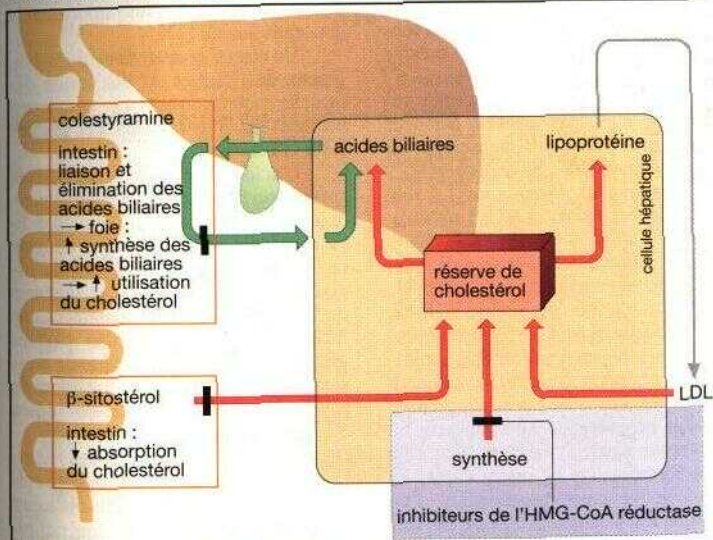 colestyramine
intestin :
liaison et
élimination des
acides biliaires
→ foie :
↑ synthèse des
acides biliaires
→ ↑ utilisation
du cholestérol
β-sitostérol
intestin :
↓ absorption
du cholestérol
acides biliaires
lipoprotéine
cellule hépatique
réserve de
cholestérol
LDL
synthèse
inhibiteurs de l'HMG-CoA réductase